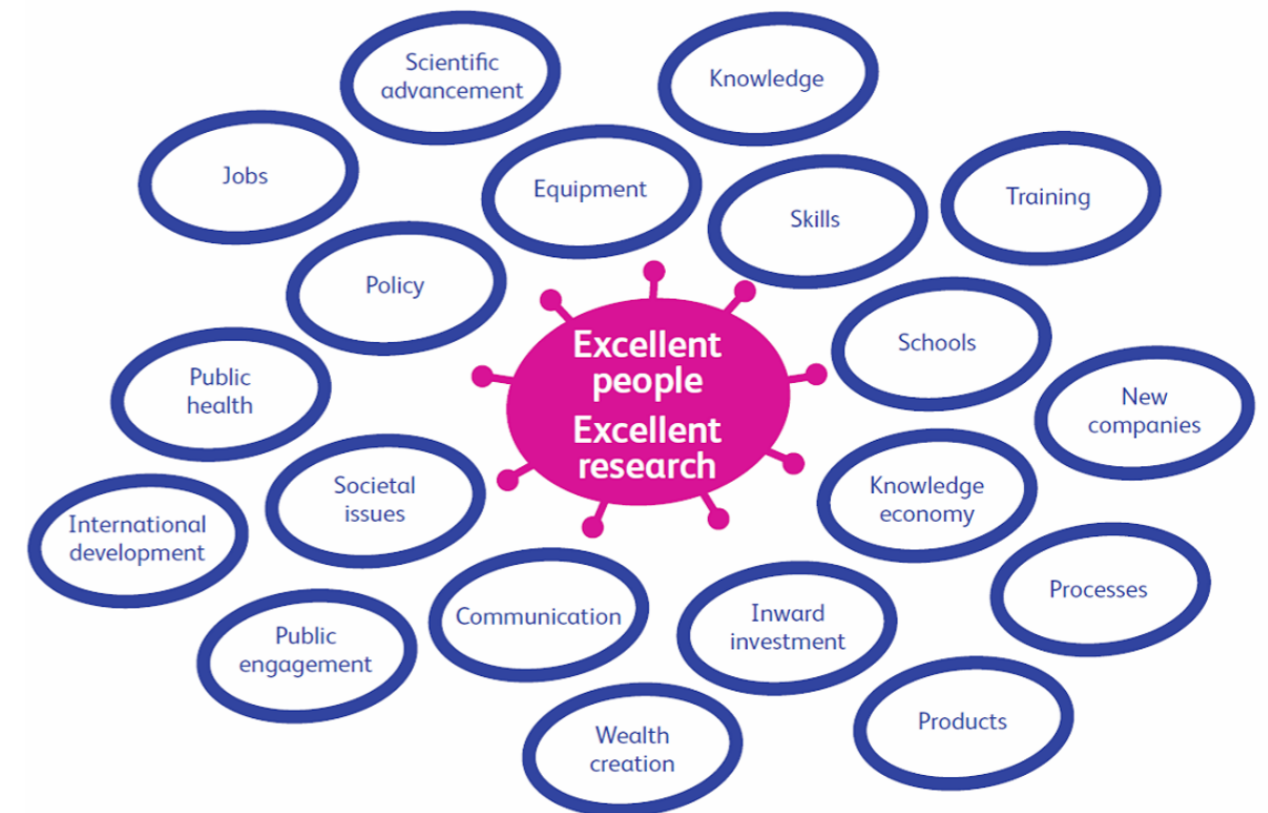 Scientific
advancement
Knowledge
Jobs
Equipment
Skills
Training
Policy
Excellent
people
Excellent
research
Schools
Public
health
New
companies
Societal
issues
Knowledge
economy
International
development
Communication
Inward
investment
Processes
Public
engagement
Wealth
creation
Products